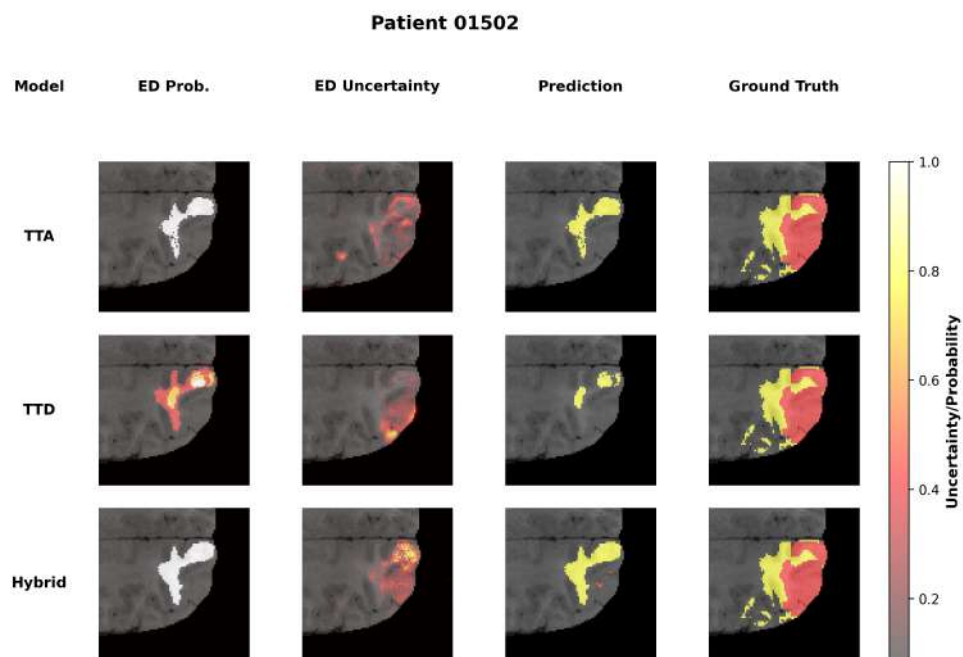 Patient 01502
Model ED Prob. ED Uncertainty Prediction Ground Truth
1.0
TTA
0.8
TTD
0.6
Uncertainty/Probability
0.4
Hybrid
0.2